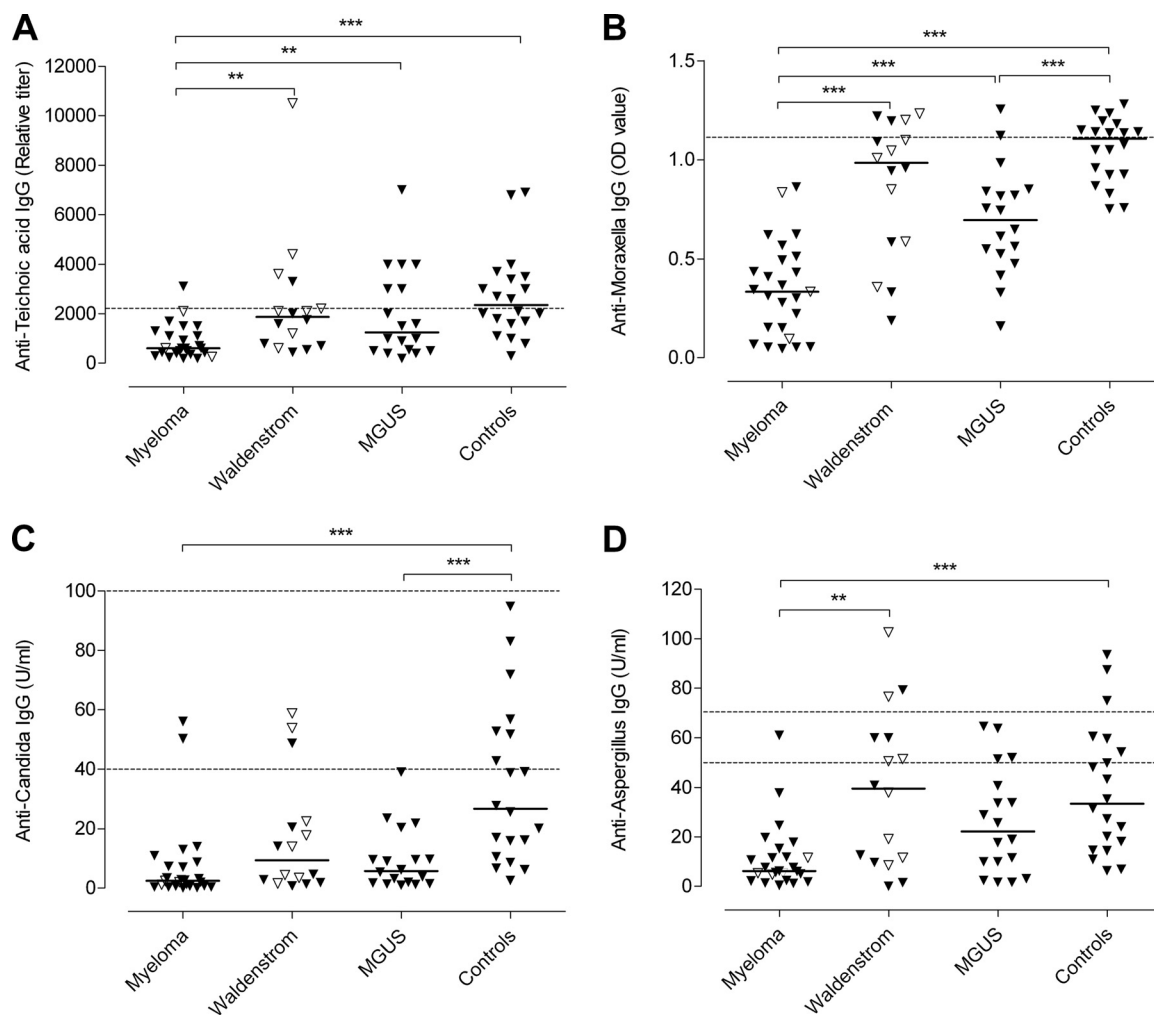 A
***
**
**
Anti-Teichoic acid IgG (Relative titer)
12000
10000
8000
6000
4000
2000
0
Myeloma
Waldenstrom
MGUS
Controls
B
***
***
***
***
Anti-Moraxella IgG (OD value)
1.5
1.0
0.5
0.0
Myeloma
Waldenstrom
MGUS
Controls
C
***
***
Anti-Candida IgG (U/ml)
100
80
60
40
20
0
Myeloma
Waldenstrom
MGUS
Controls
D
***
**
Anti-Aspergillus IgG (U/ml)
120
100
80
60
40
20
0
Myeloma
Waldenstrom
MGUS
Controls